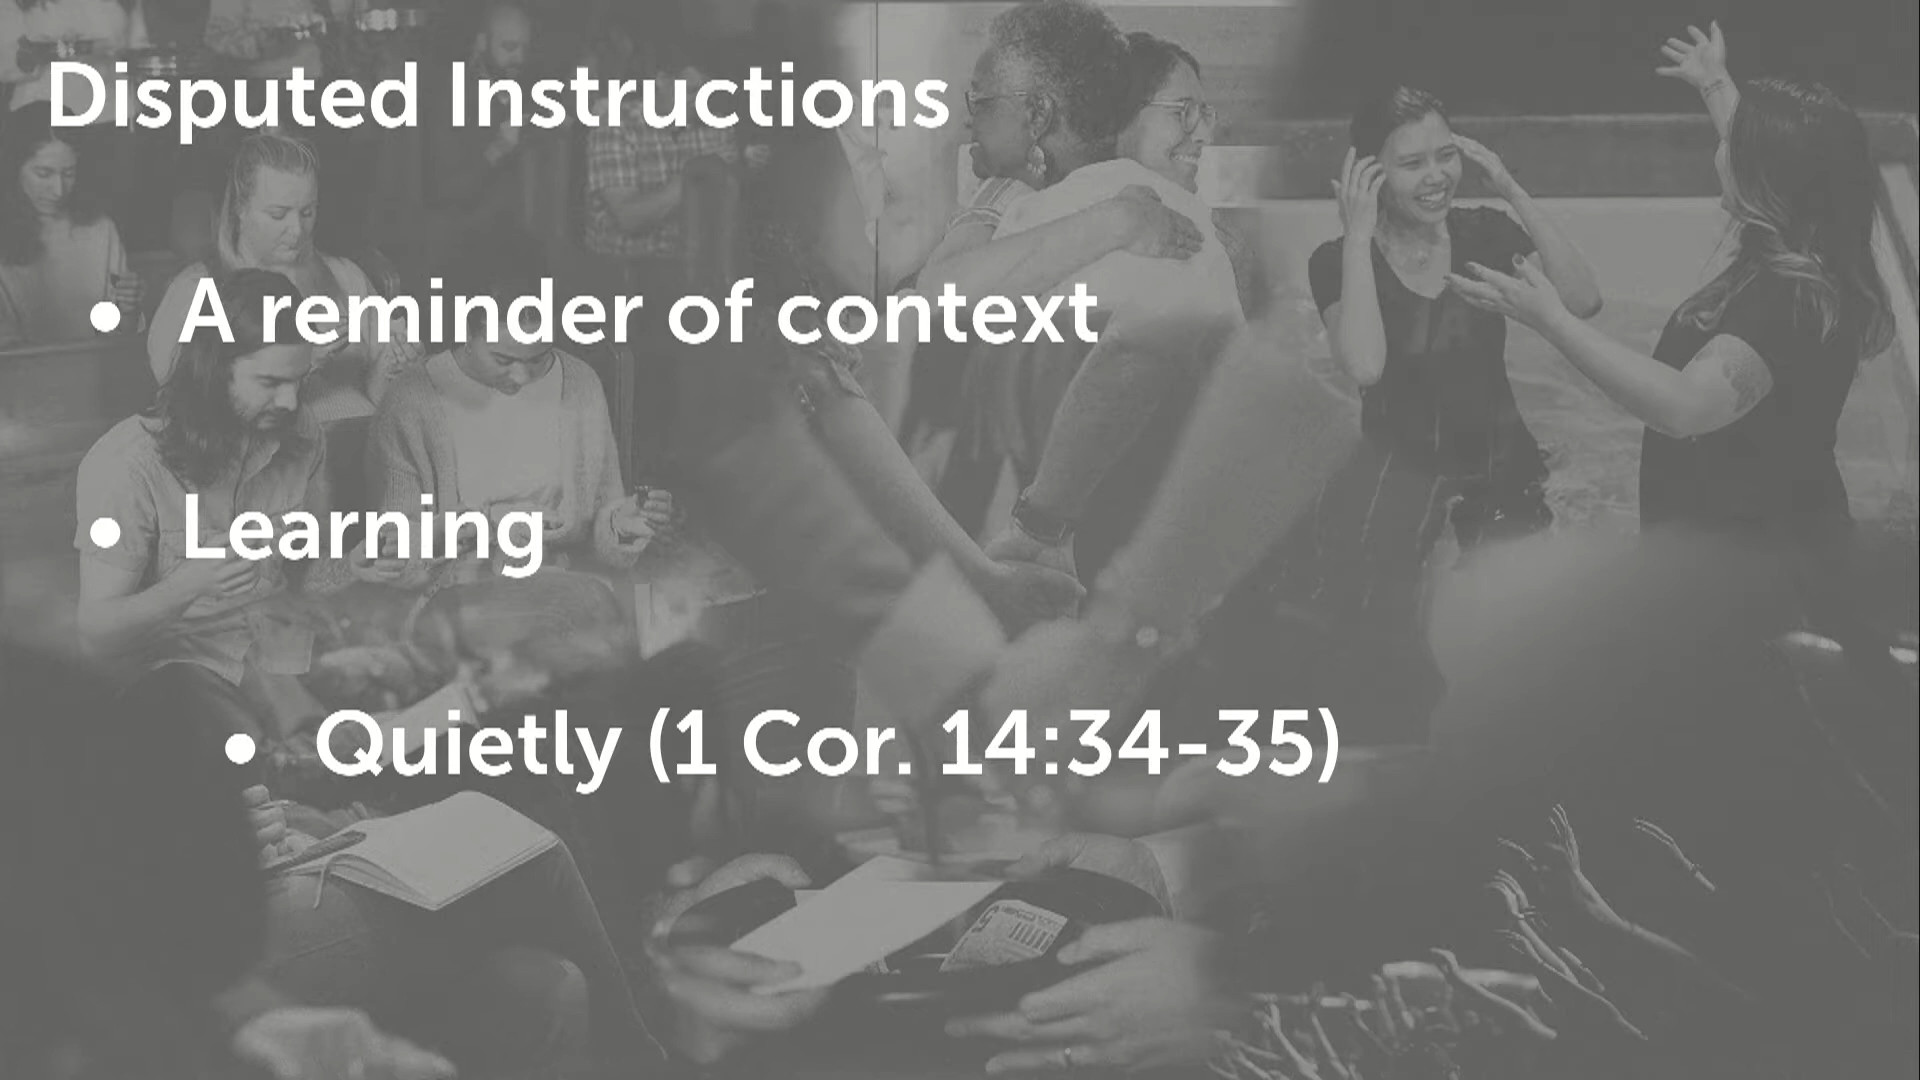 Disputed Instructions
• A reminder of context
• Learning
• Quietly (1 Cor. 14:34-35)